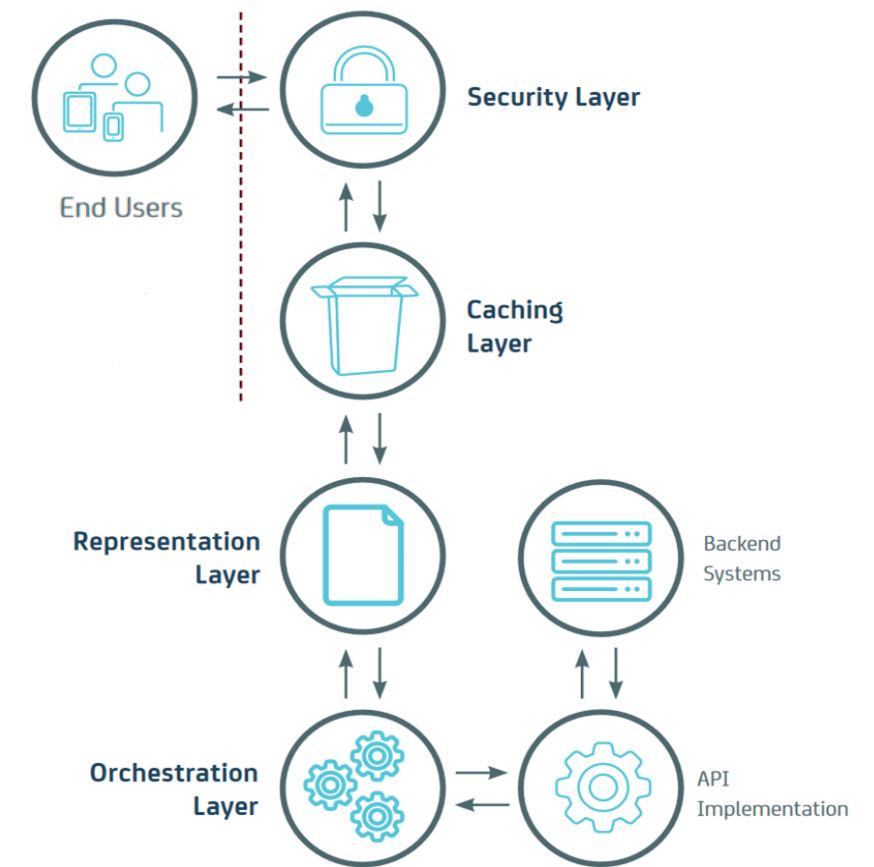 Security Layer
End Users
Caching
Layer
Representation
Layer
Backend
Systems
Orchestration
Layer
API
Implementation